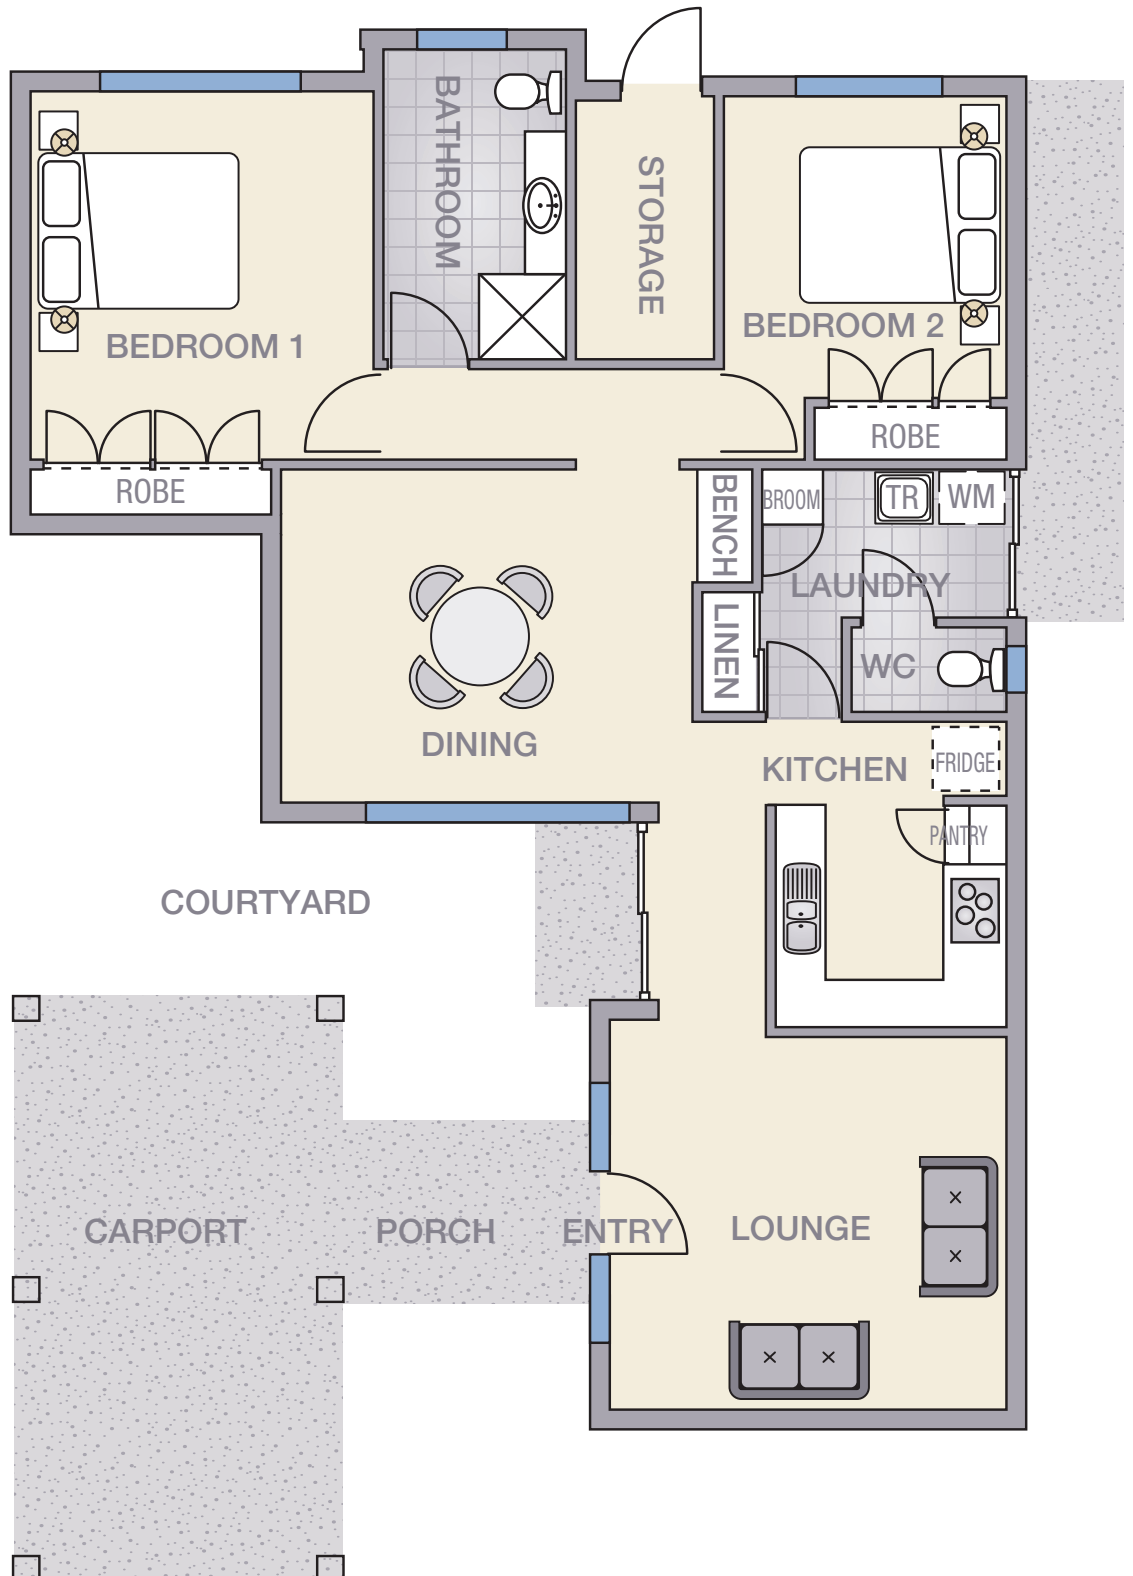 BATHROOM
STORAGE
BEDROOM 1
BEDROOM 2
ROBE
ROBE
BENCH
BROOM
TR
WM
LAUNDRY
LINEN
WC
DINING
KITCHEN
FRIDGE
PANTRY
COURTYARD
CARPORT
PORCH
ENTRY
LOUNGE